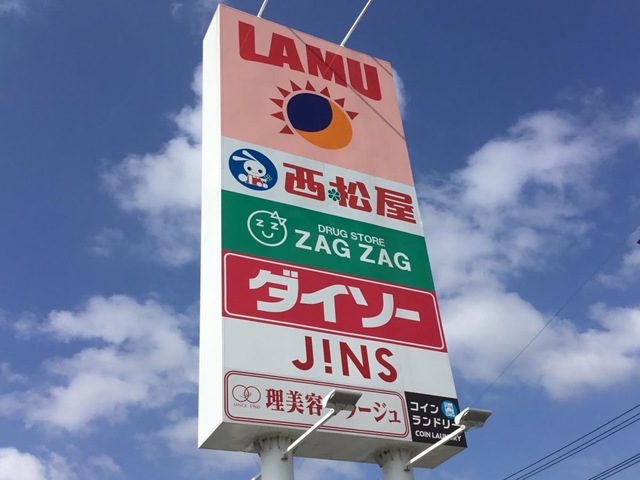 LAMU
西松屋
DRUG STORE
ZAG ZAG
ダイソー
J!NS
SINCE 1960
理美容 ージュ
コイン
ランドリー
COIN LAUNDRY